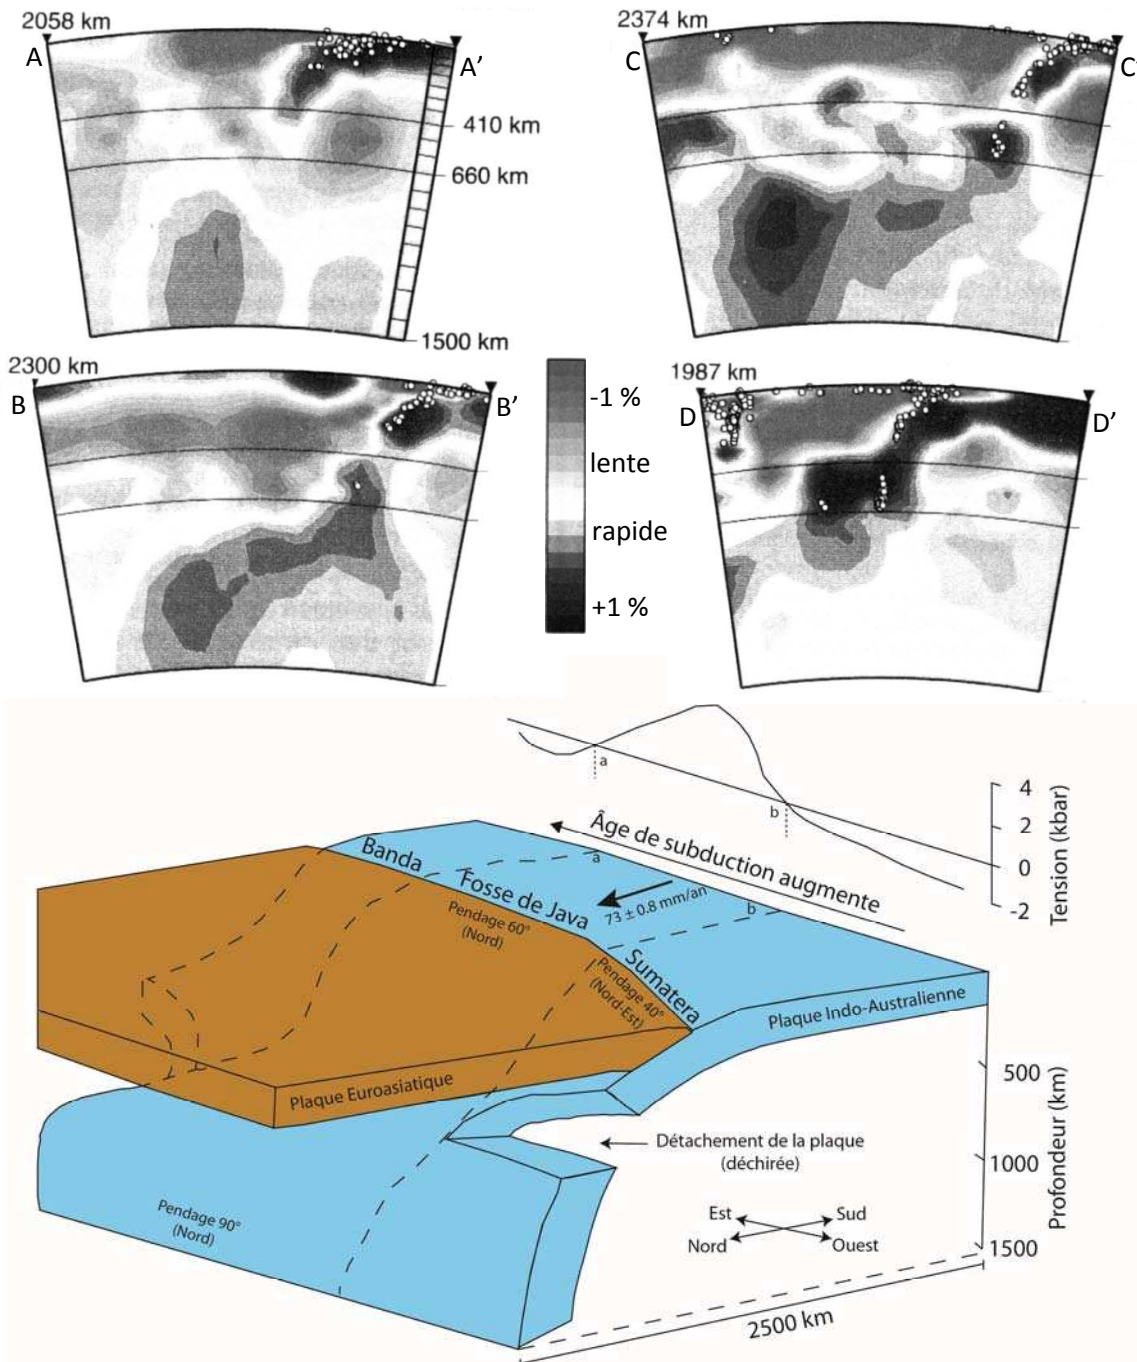 2058 km
A
A'
410 km
660 km
1500 km
2374 km
C
C'
2300 km
B
B'
-1 %
lente
rapide
+1 %
1987 km
D
D'
a
b
4
2
0
-2
Tension (kbar)
Âge de subduction augmente
a
b
73 ± 0.8 mm/an
Banda
Fosse de Java
Sumatera
Pendage 60°
(Nord)
Pendage 40°
(Nord-Est)
Plaque Indo-Australienne
Plaque Euroasiatique
Détachement de la plaque
(déchirée)
Pendage 90°
(Nord)
Est
Sud
Nord
Ouest
500
1000
1500
Profondeur (km)
2500 km